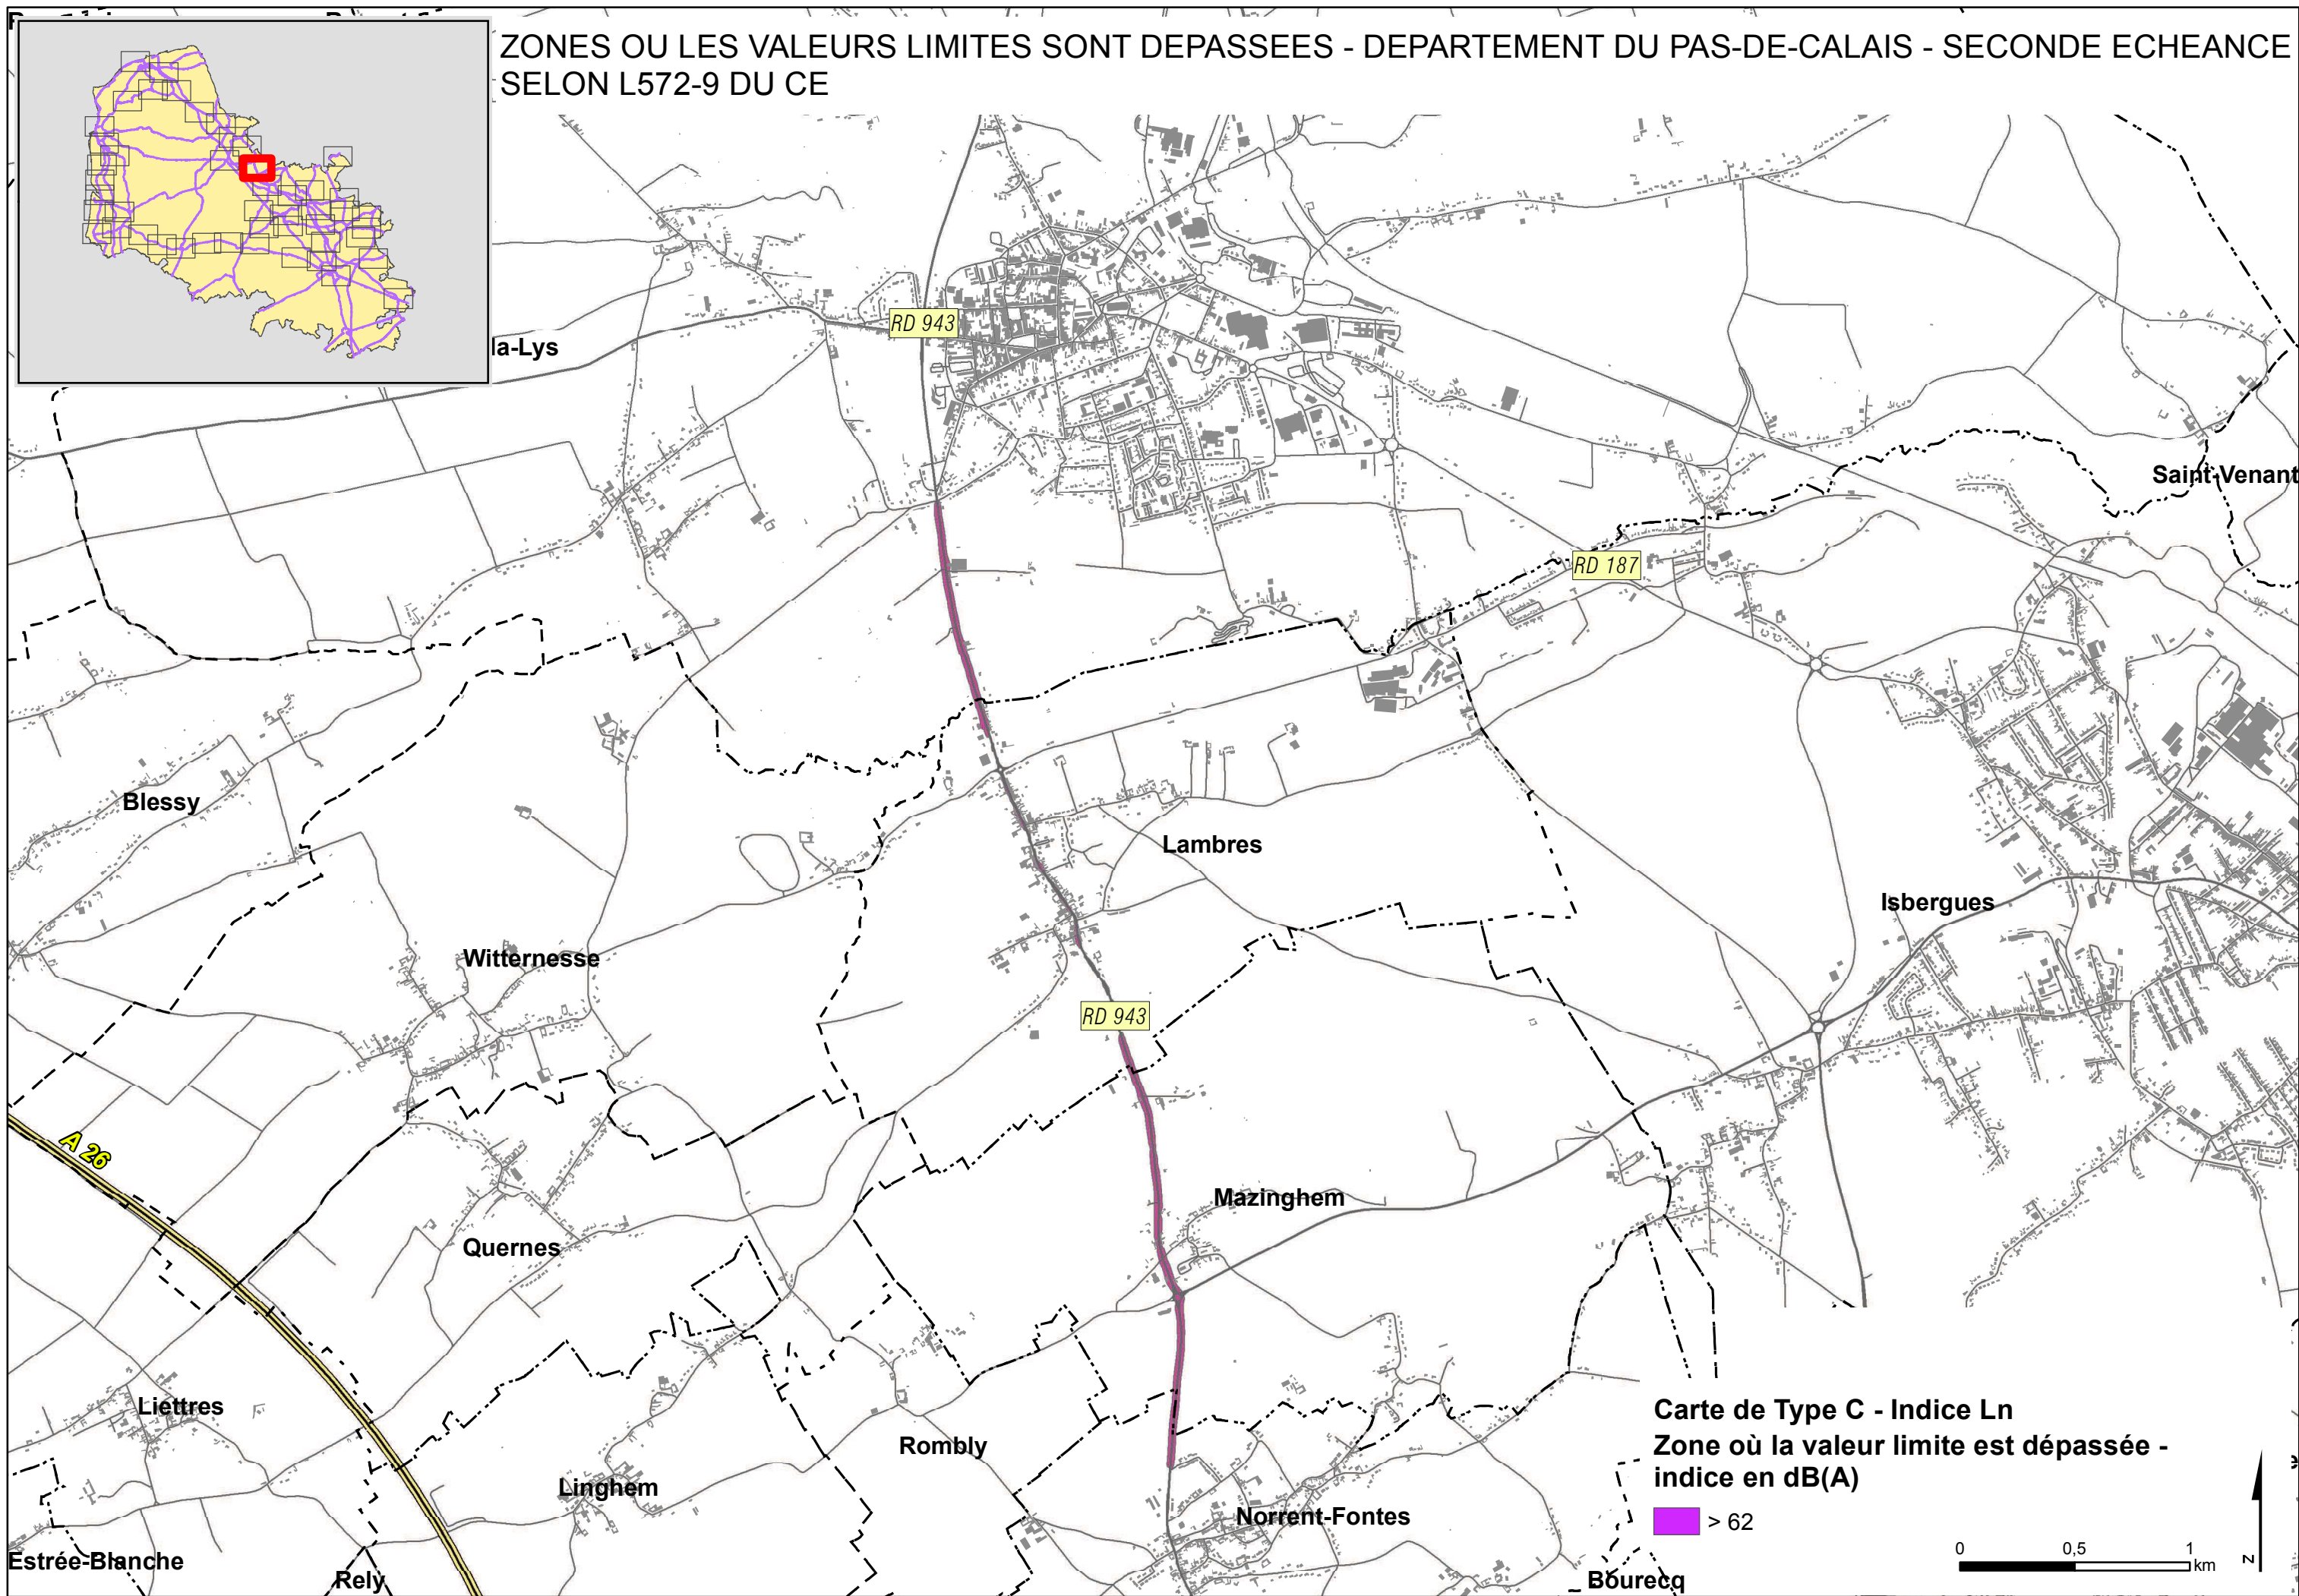 ZONES OU LES VALEURS LIMITES SONT DEPASSEES - DEPARTEMENT DU PAS-DE-CALAIS - SECONDE ECHEANCE
SELON L572-9 DU CE
RD 943
la-Lys
Saint-Venant
RD 187
Blessy
Lambres
Isbergues
Witternesse
RD 943
A 26
Mazinghem
Quernes
Liettres
Rombly
Linghem
Norrent-Fontes
Estrée-Blanche
Rely
Bourecq
Carte de Type C - Indice Ln
Zone où la valeur limite est dépassée -
indice en dB(A)
> 62
0 0,5 1
km
N